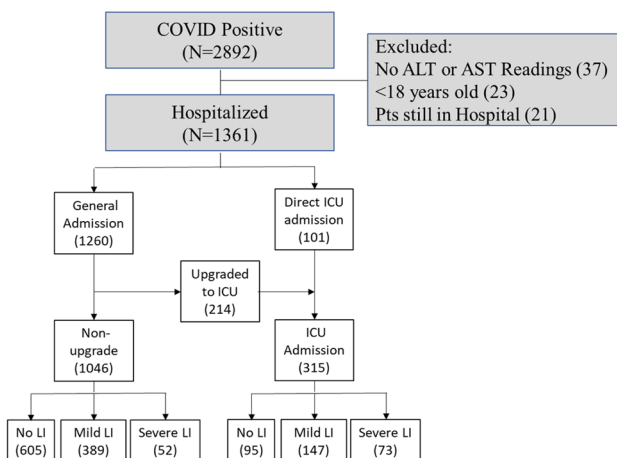 COVID Positive
(N=2892)
Excluded:
No ALT or AST Readings (37)
<18 years old (23)
Pts still in Hospital (21)
Hospitalized
(N=1361)
General
Admission
(1260)
Direct ICU
admission
(101)
Upgraded
to ICU
(214)
Non-
upgrade
(1046)
ICU
Admission
(315)
No LI
(605)
Mild LI
(389)
Severe LI
(52)
No LI
(95)
Mild LI
(147)
Severe LI
(73)